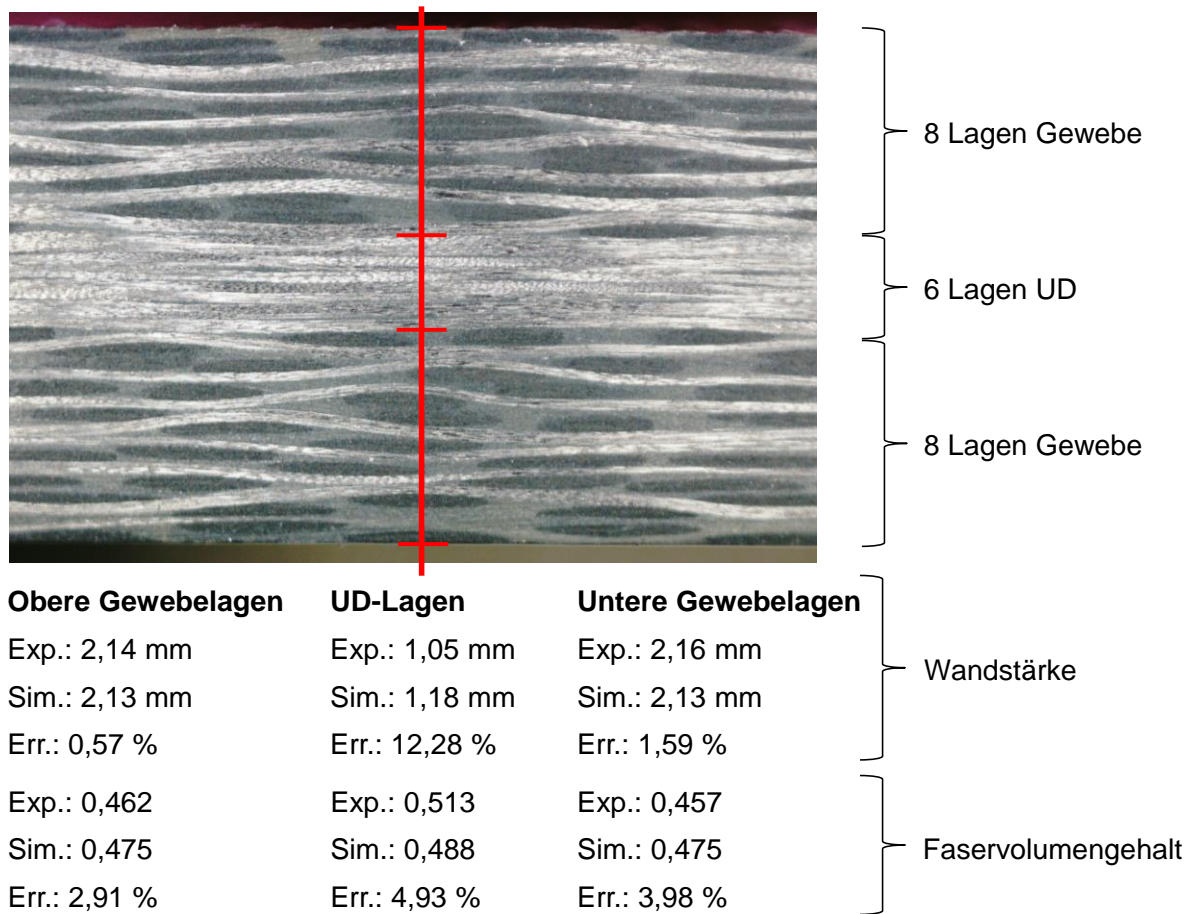 8 Lagen Gewebe
6 Lagen UD
8 Lagen Gewebe
Obere Gewebelagen UD-Lagen Untere Gewebelagen
Exp.: 2,14 mm Exp.: 1,05 mm Exp.: 2,16 mm
Sim.: 2,13 mm Sim.: 1,18 mm Sim.: 2,13 mm
Err.: 0,57 % Err.: 12,28 % Err.: 1,59 %
Wandstärke
Exp.: 0,462 Exp.: 0,513 Exp.: 0,457
Sim.: 0,475 Sim.: 0,488 Sim.: 0,475
Err.: 2,91 % Err.: 4,93 % Err.: 3,98 %
Faservolumengehalt